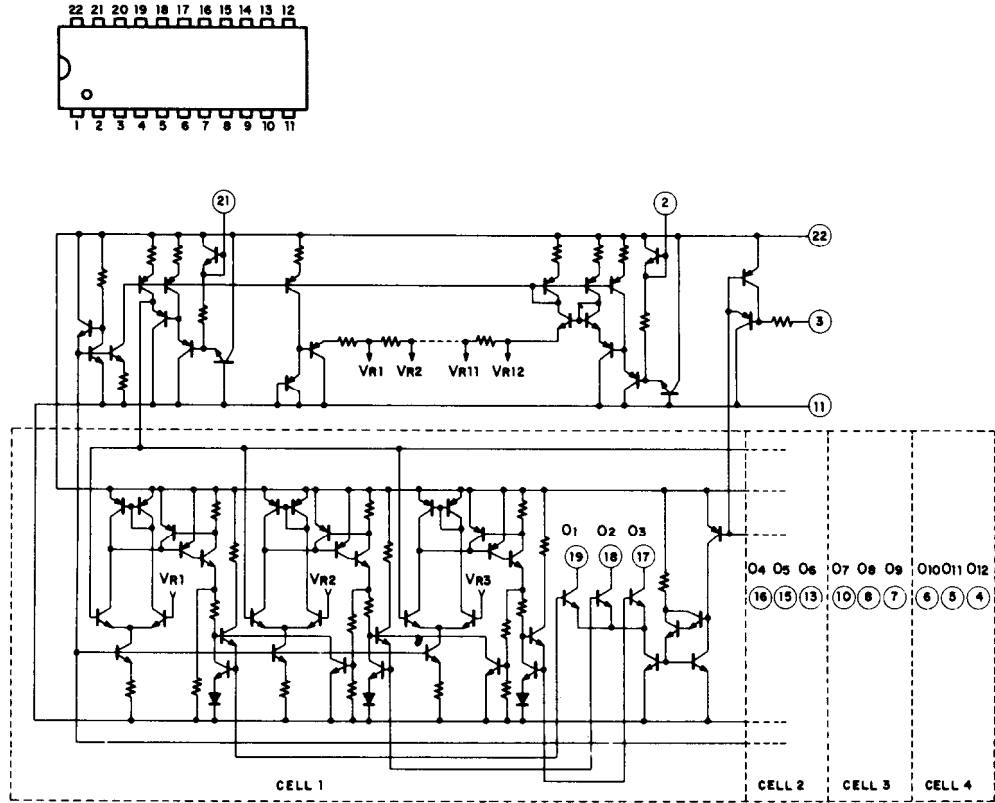 22 21 20 19 18 17 16 15 14 13 12
1 2 3 4 5 6 7 8 9 10 11
21
2
22
3
VR1 VR2 VR11 VR12
11
VR1 VR2 VR3
O1 O2 O3
19 18 17
O4 O5 O6 O7 O8 O9 O10 O11 O12
16 15 13 10 8 7 6 5 4
CELL 1 CELL 2 CELL 3 CELL 4